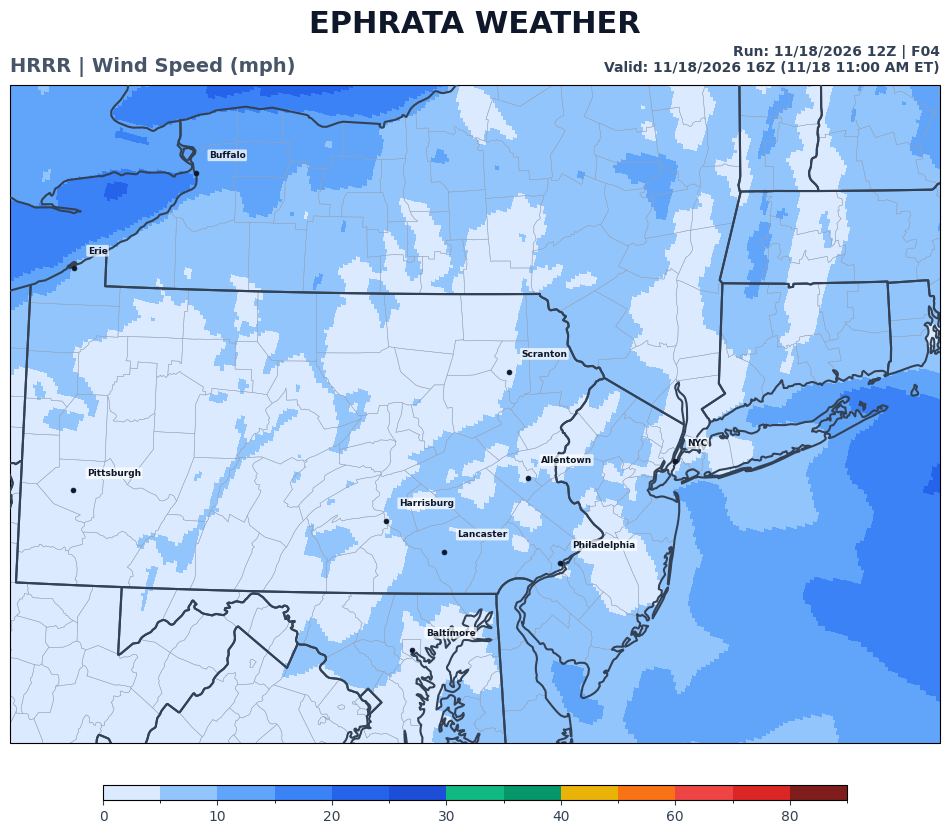 EPHRATA WEATHER
HRRR | Wind Speed (mph)
Run: 11/18/2026 12Z | F04
Valid: 11/18/2026 16Z (11/18 11:00 AM ET)
Buffalo
Erie
Scranton
NYC
Allentown
Pittsburgh
Harrisburg
Lancaster
Philadelphia
Baltimore
0 10 20 30 40 60 80